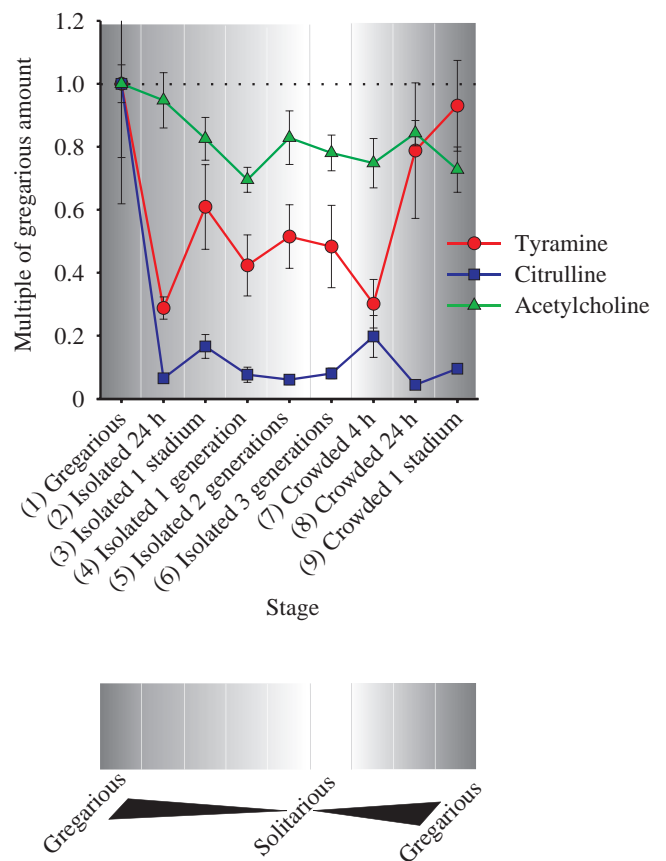 Multiple of gregarious amount
1.2
1.0
0.8
0.6
0.4
0.2
0
Tyramine
Citrulline
Acetylcholine
(1) Gregarious
(2) Isolated 24 h
(3) Isolated 1 stadium
(4) Isolated 1 generation
(5) Isolated 2 generations
(6) Isolated 3 generations
(7) Crowded 4 h
(8) Crowded 24 h
(9) Crowded 1 stadium
Stage
Gregarious
Solitarious
Gregarious